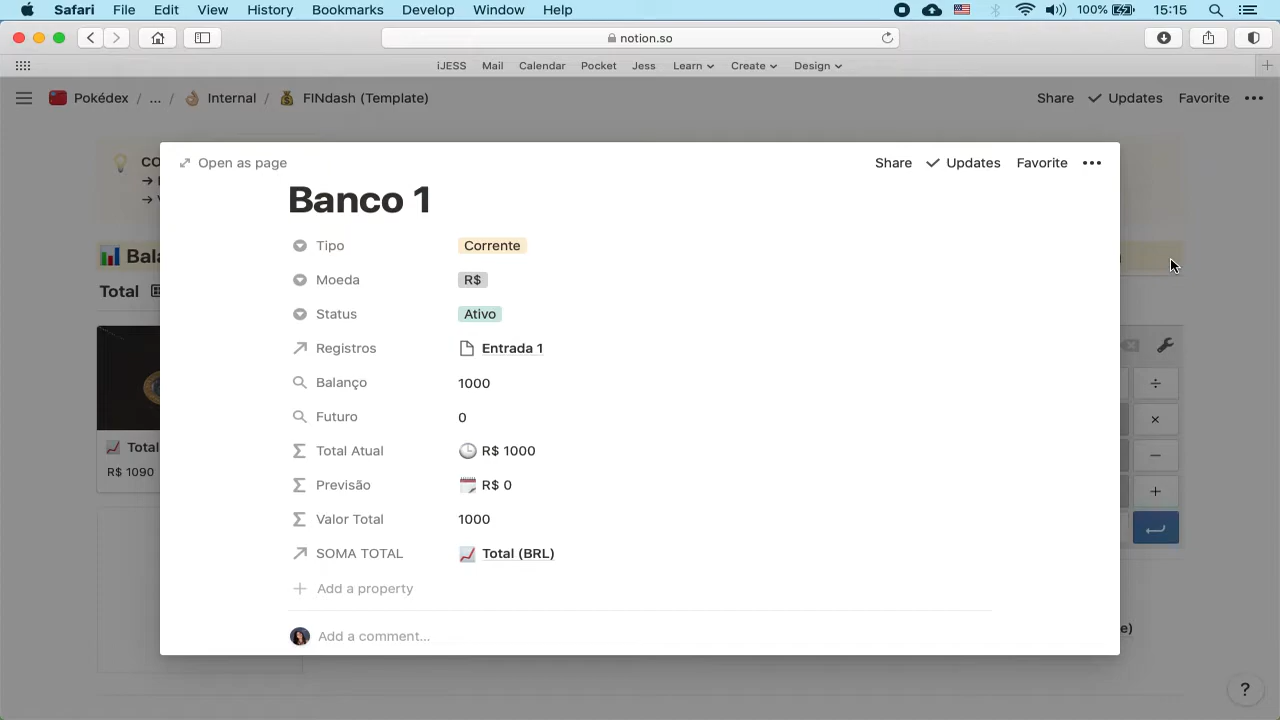 Safari File Edit View History Bookmarks Develop Window Help 100% 15:15
notion.so
iJESS Mail Calendar Pocket Jess Learn Create Design
Pokédex / ... / Internal / FINdash (Template) Share Updates Favorite
Open as page Share Updates Favorite
Banco 1
Tipo Corrente
Moeda R$
Status Ativo
Registros Entrada 1
Balanço 1000
Futuro 0
Total Atual R$ 1000
Previsão R$ 0
Valor Total 1000
SOMA TOTAL Total (BRL)
Add a property
Add a comment...
Total
Total
R$ 1090
÷
×
−
+
?